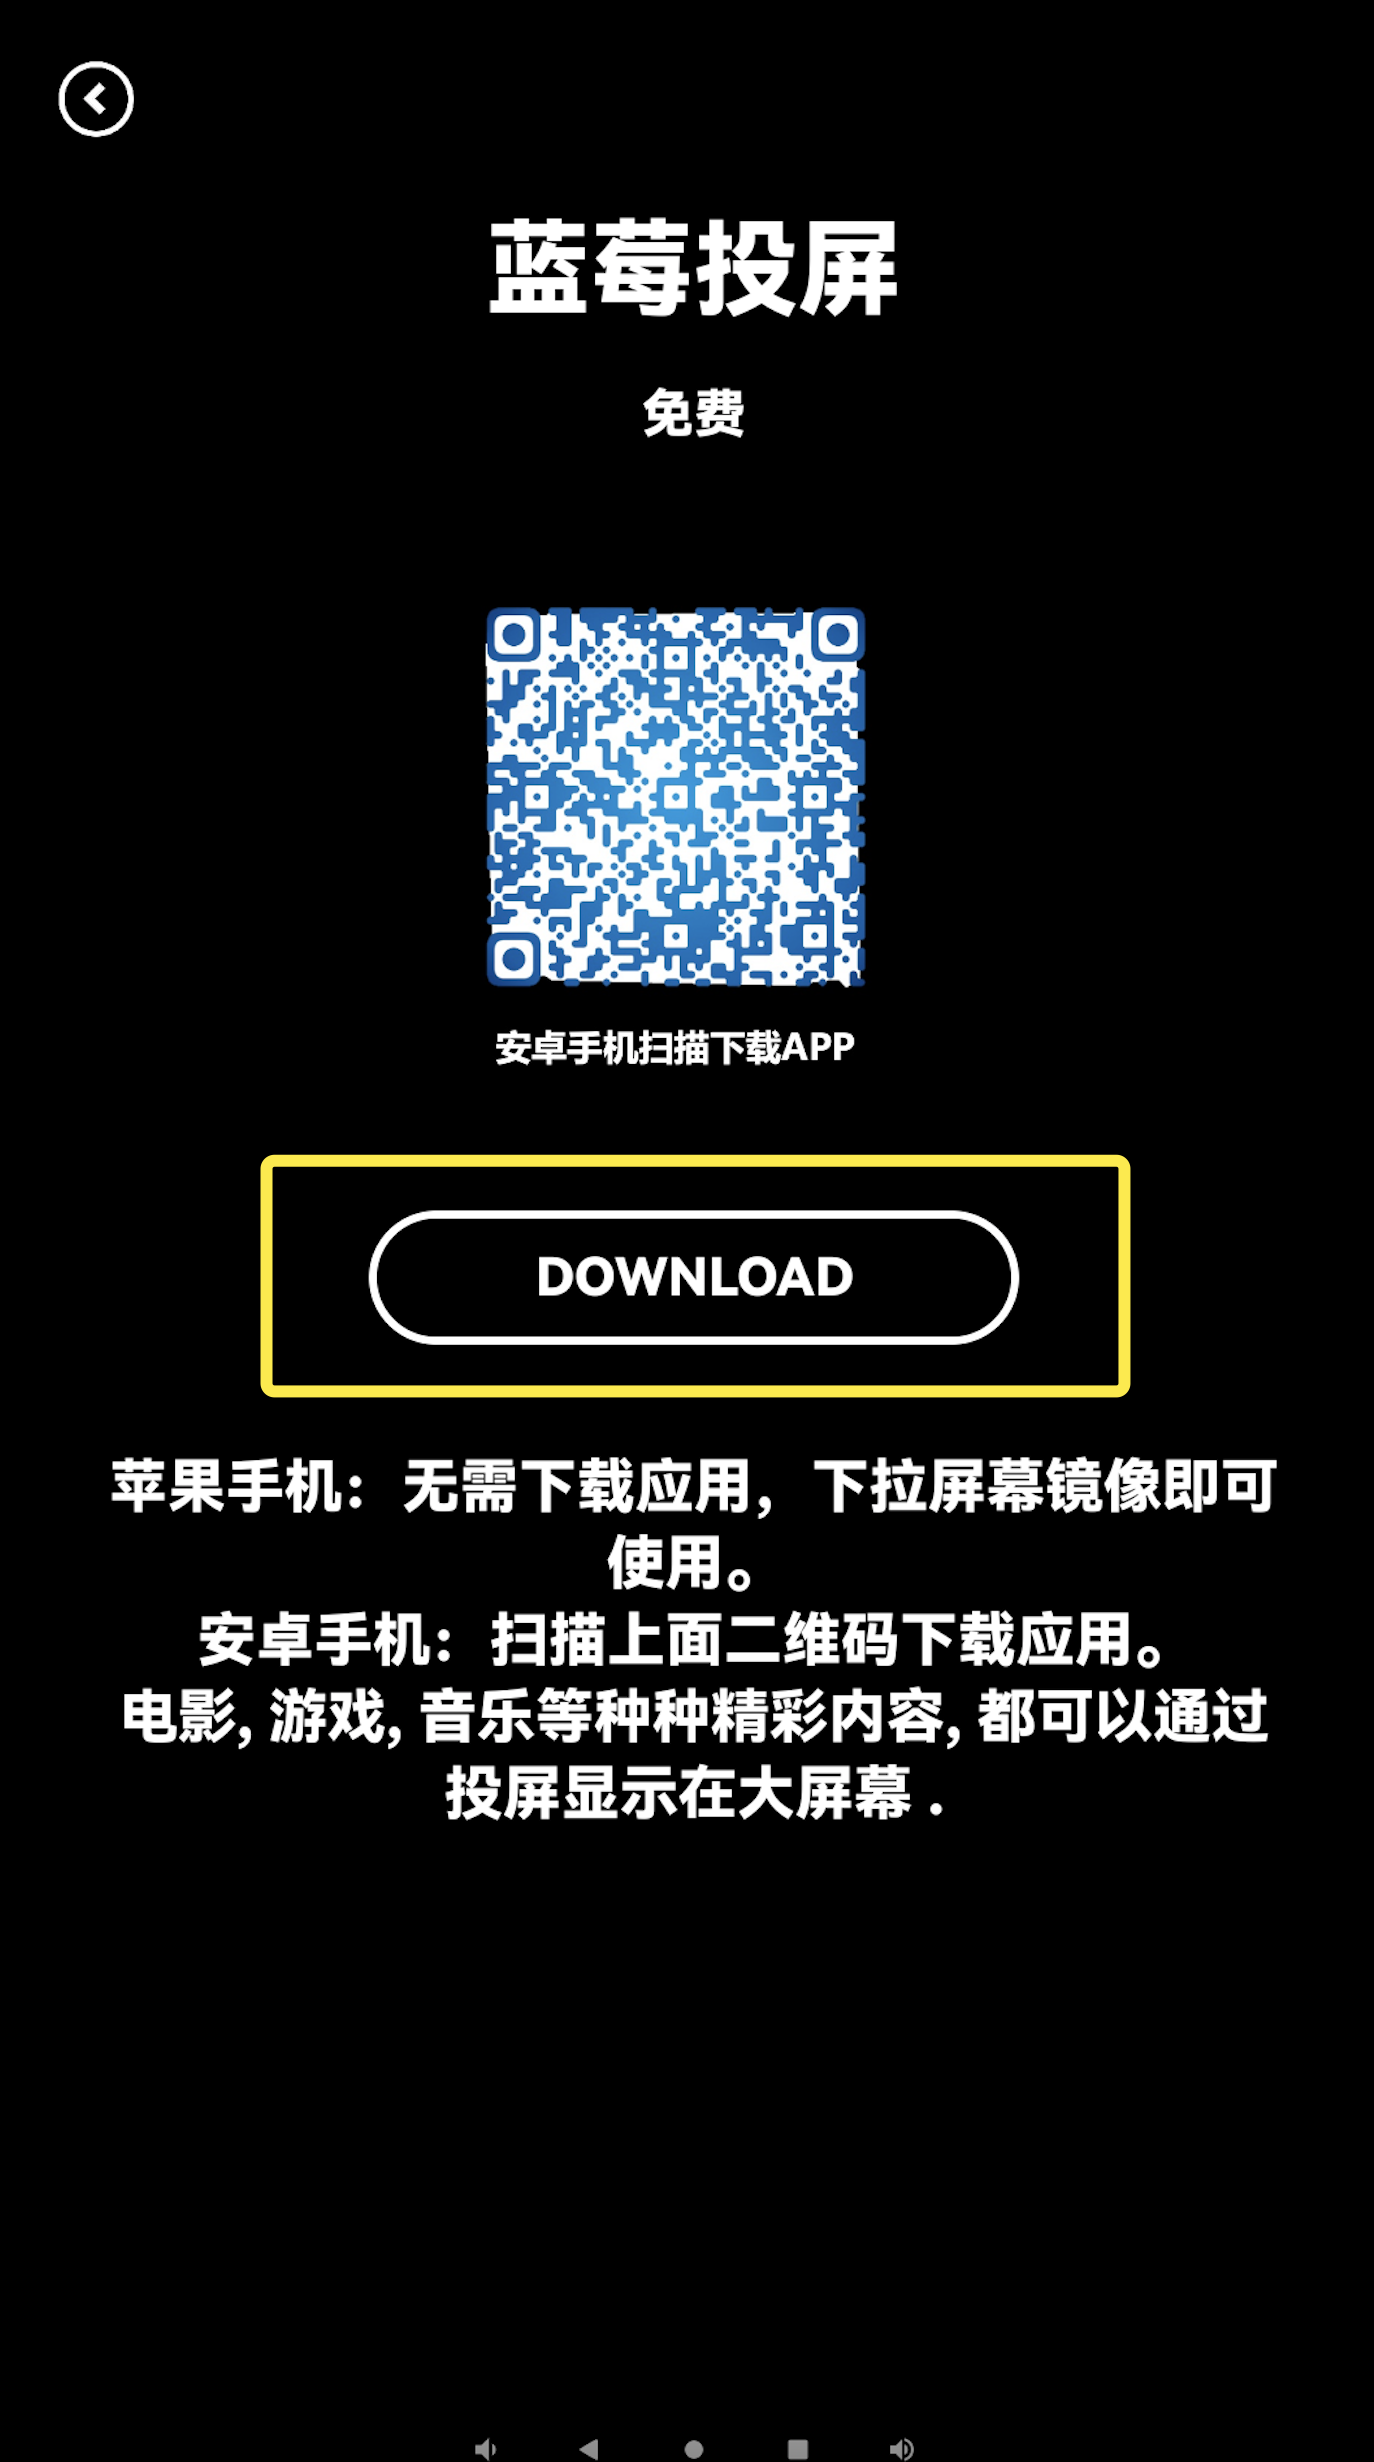 蓝莓投屏
免费
安卓手机扫描下载APP
DOWNLOAD
苹果手机：无需下载应用，下拉屏幕镜像即可
使用。
安卓手机：扫描上面二维码下载应用。
电影, 游戏, 音乐等种种精彩内容, 都可以通过
投屏显示在大屏幕 .